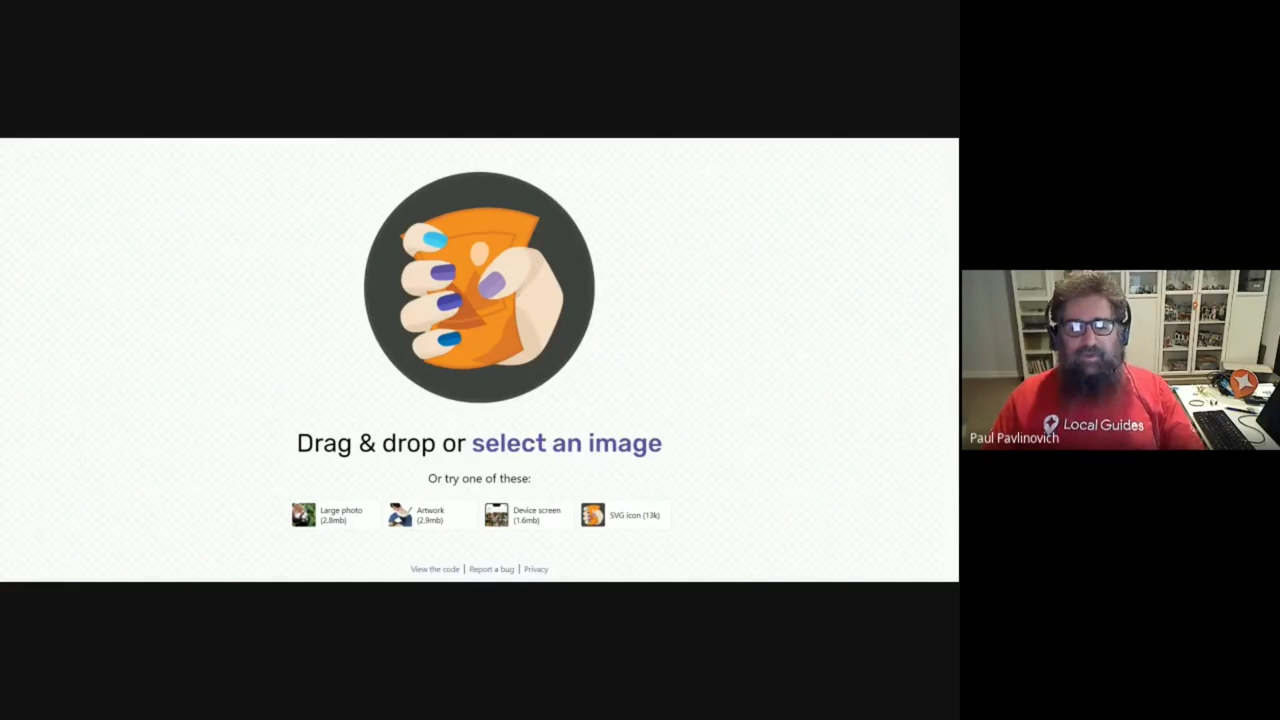 Drag & drop or select an image
Or try one of these:
Large photo
(2.8mb)
Artwork
(2.9mb)
Device screen
(1.6mb)
SVG icon (13k)
View the code | Report a bug | Privacy
Local Guides
Paul Pavlinovich